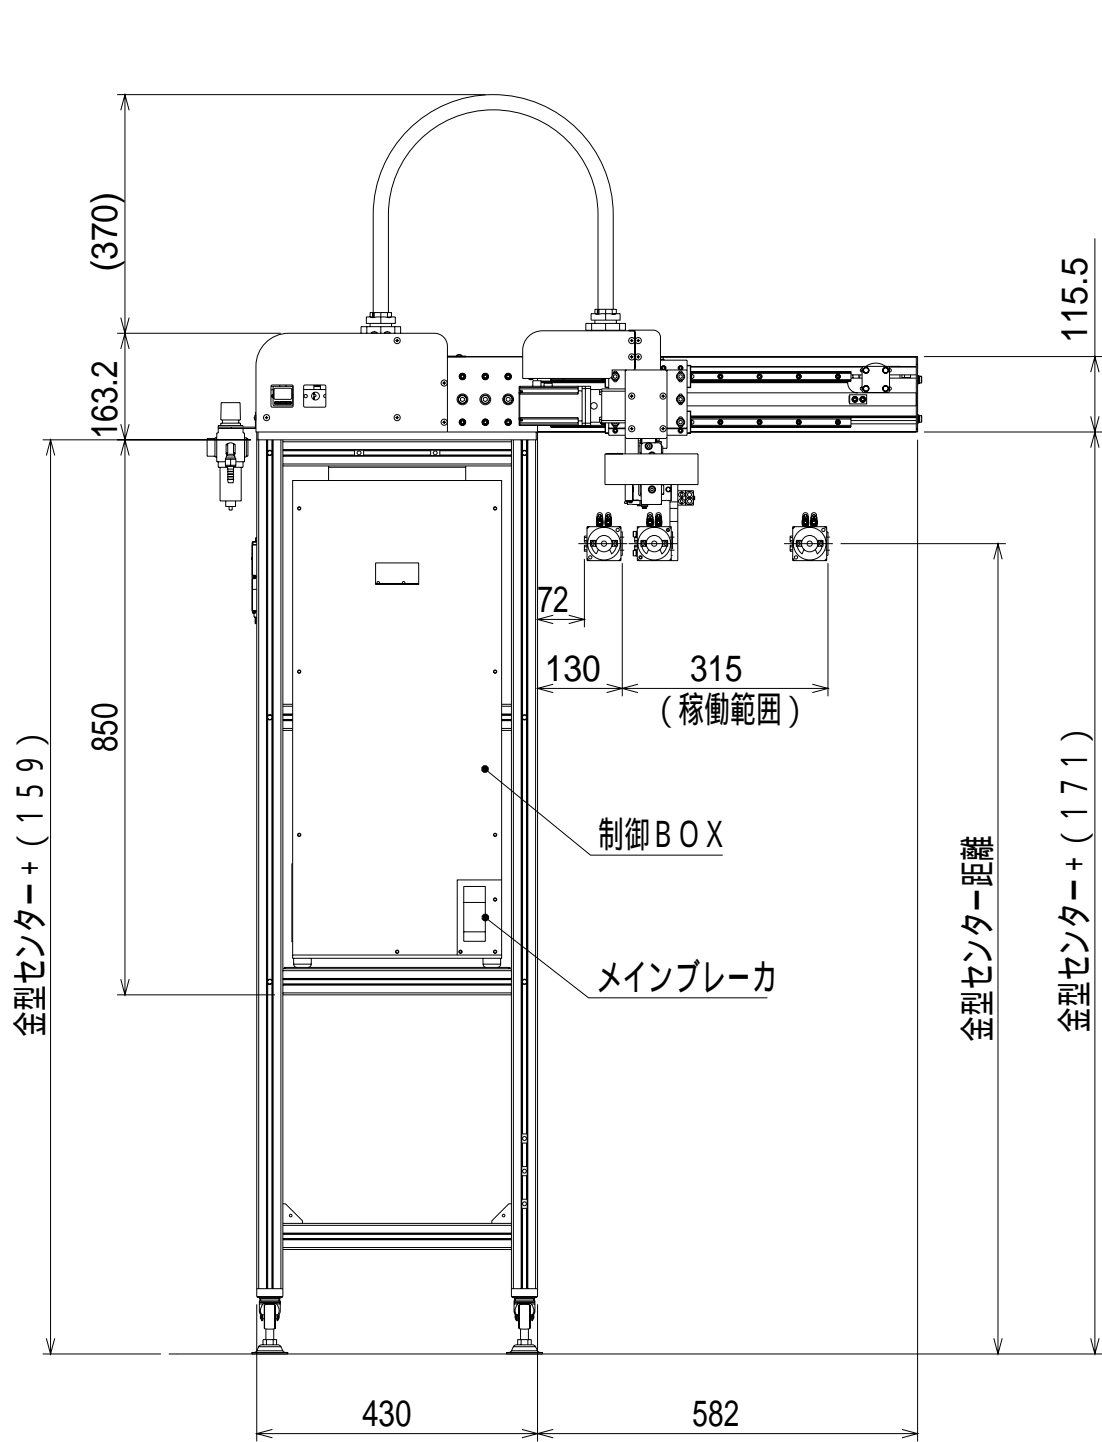 (370)
115.5
163.2
72
130
315
（稼働範囲）
850
金型センター＋（１５９）
制御ＢＯＸ
金型センター距離
金型センター＋（１７１）
メインブレーカ
430
582